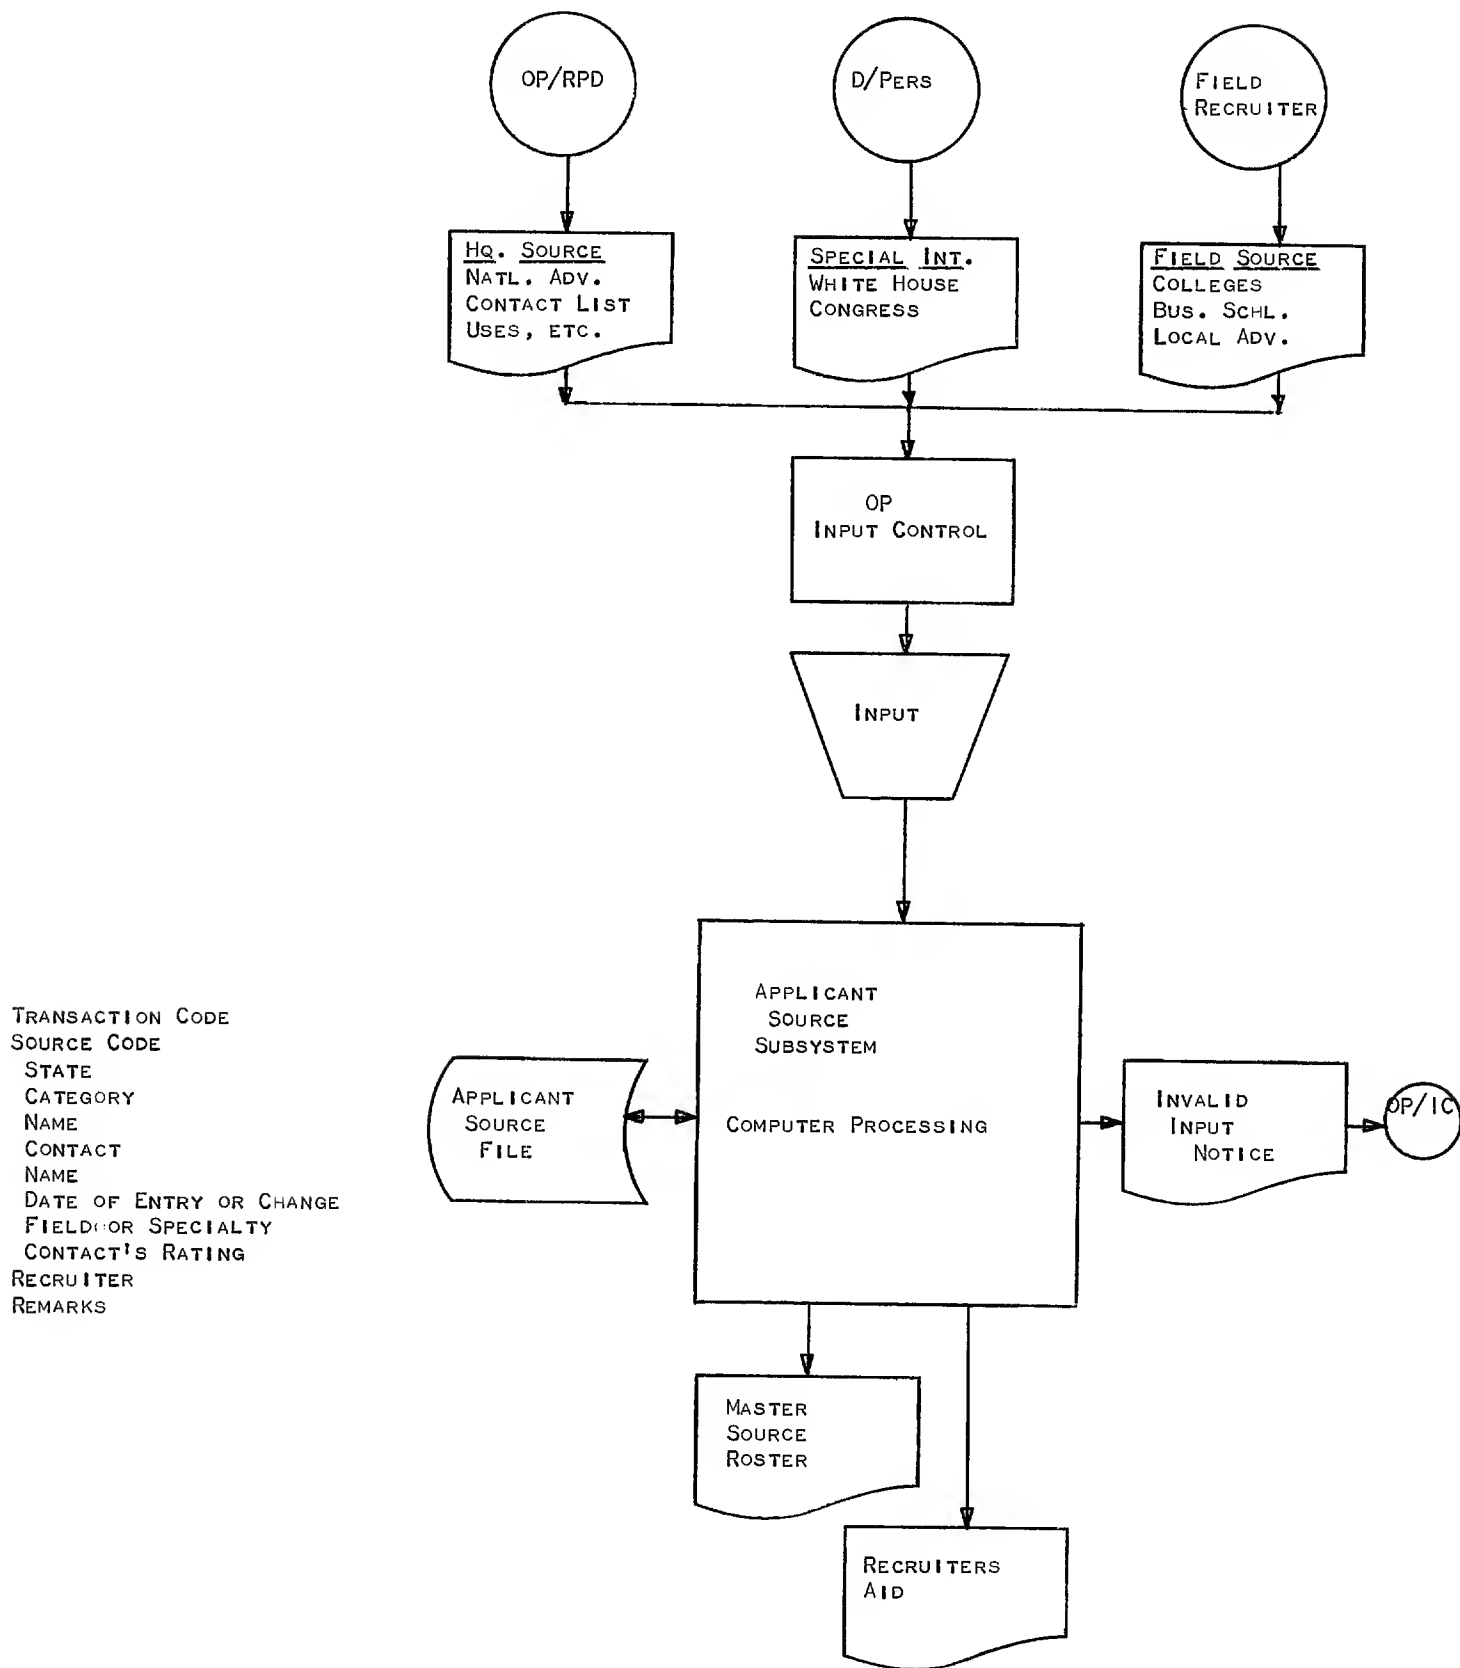 OP/RPD
D/PERS
FIELD
RECRUITER
HQ. SOURCE
NATL. ADV.
CONTACT LIST
USES, ETC.
SPECIAL INT.
WHITE HOUSE
CONGRESS
FIELD SOURCE
COLLEGES
BUS. SCHL.
LOCAL ADV.
OP
INPUT CONTROL
INPUT
APPLICANT
SOURCE
SUBSYSTEM
COMPUTER PROCESSING
TRANSACTION CODE
SOURCE CODE
STATE
CATEGORY
NAME
CONTACT
NAME
DATE OF ENTRY OR CHANGE
FIELD OR SPECIALTY
CONTACT'S RATING
RECRUITER
REMARKS
APPLICANT
SOURCE
FILE
INVALID
INPUT
NOTICE
OP/IC
MASTER
SOURCE
ROSTER
RECRUITERS
AID